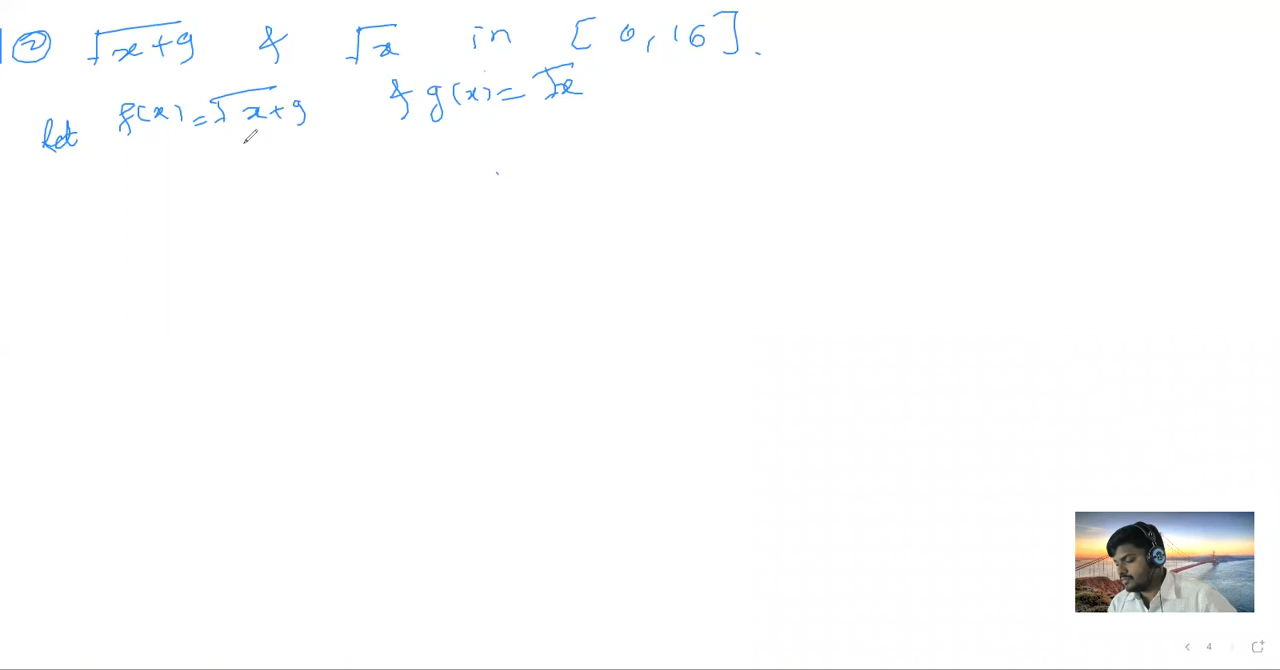 ② √x+9 & √x in [0, 16].
Let f(x) = √x+9 & g(x) = √x
4